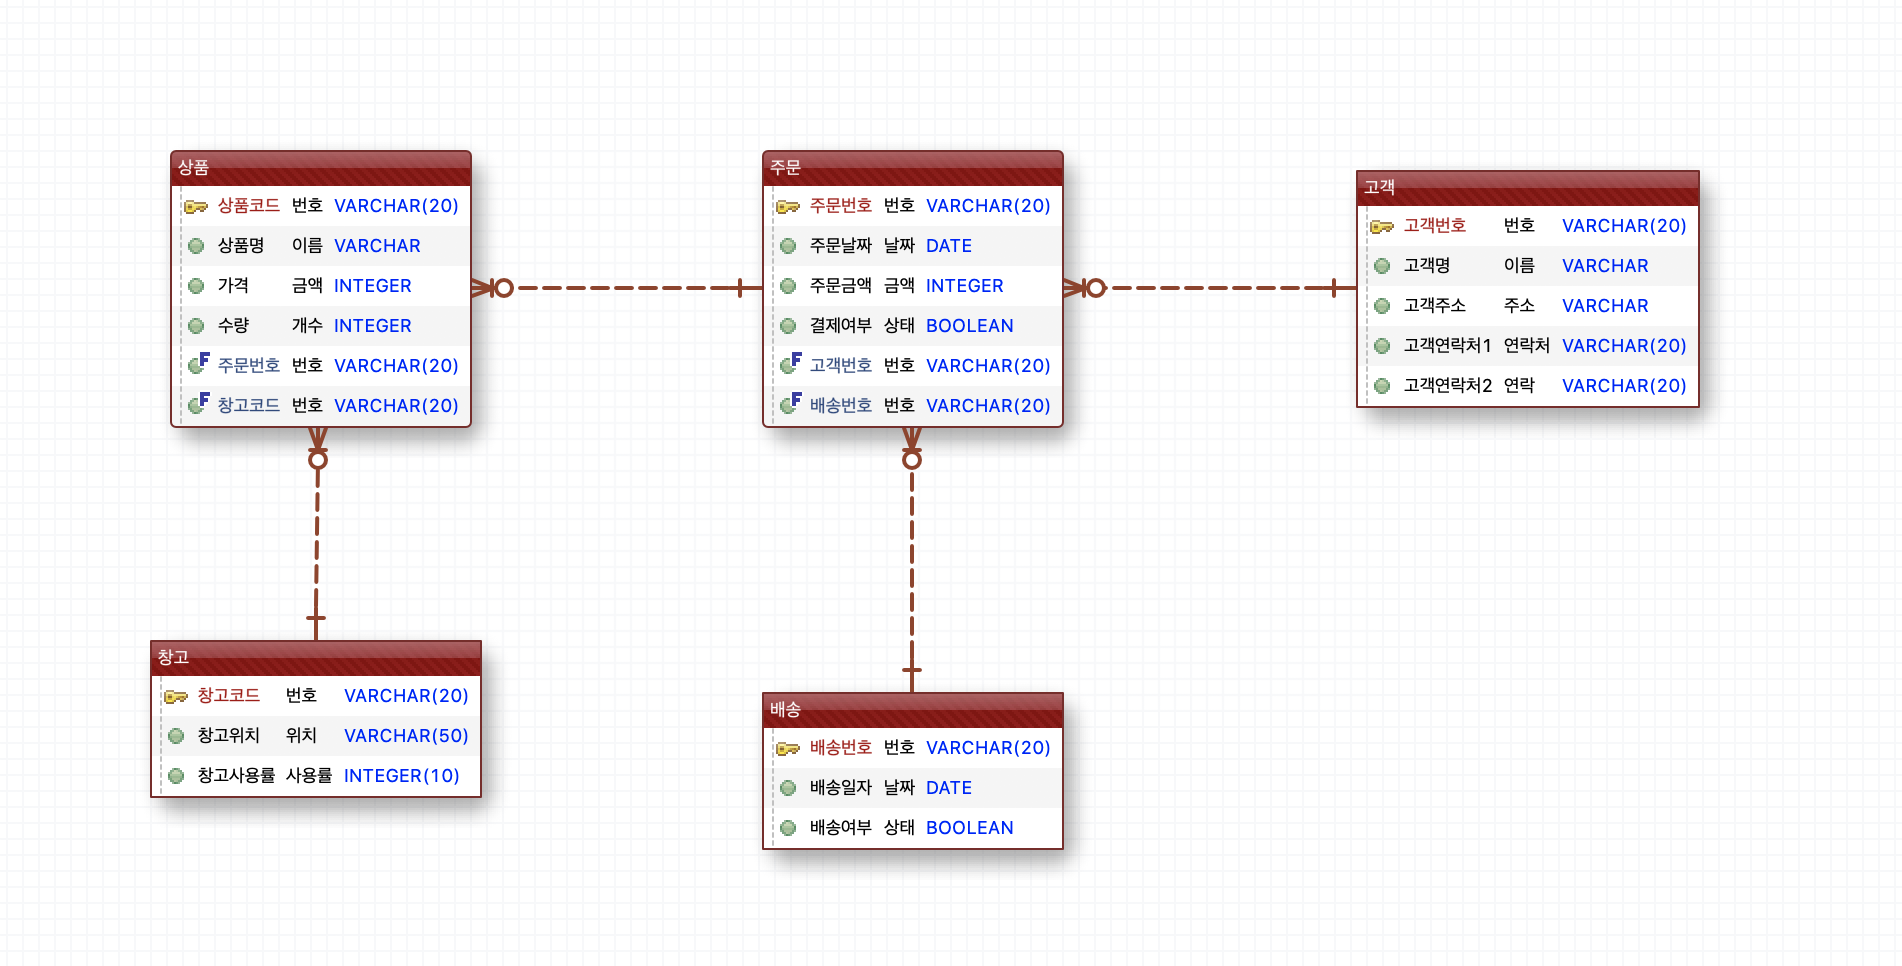 상품
상품코드 번호 VARCHAR(20)
상품명 이름 VARCHAR
가격 금액 INTEGER
수량 개수 INTEGER
F 주문번호 번호 VARCHAR(20)
F 창고코드 번호 VARCHAR(20)
주문
주문번호 번호 VARCHAR(20)
주문날짜 날짜 DATE
주문금액 금액 INTEGER
결제여부 상태 BOOLEAN
F 고객번호 번호 VARCHAR(20)
F 배송번호 번호 VARCHAR(20)
고객
고객번호 번호 VARCHAR(20)
고객명 이름 VARCHAR
고객주소 주소 VARCHAR
고객연락처1 연락처 VARCHAR(20)
고객연락처2 연락 VARCHAR(20)
창고
창고코드 번호 VARCHAR(20)
창고위치 위치 VARCHAR(50)
창고사용률 사용률 INTEGER(10)
배송
배송번호 번호 VARCHAR(20)
배송일자 날짜 DATE
배송여부 상태 BOOLEAN